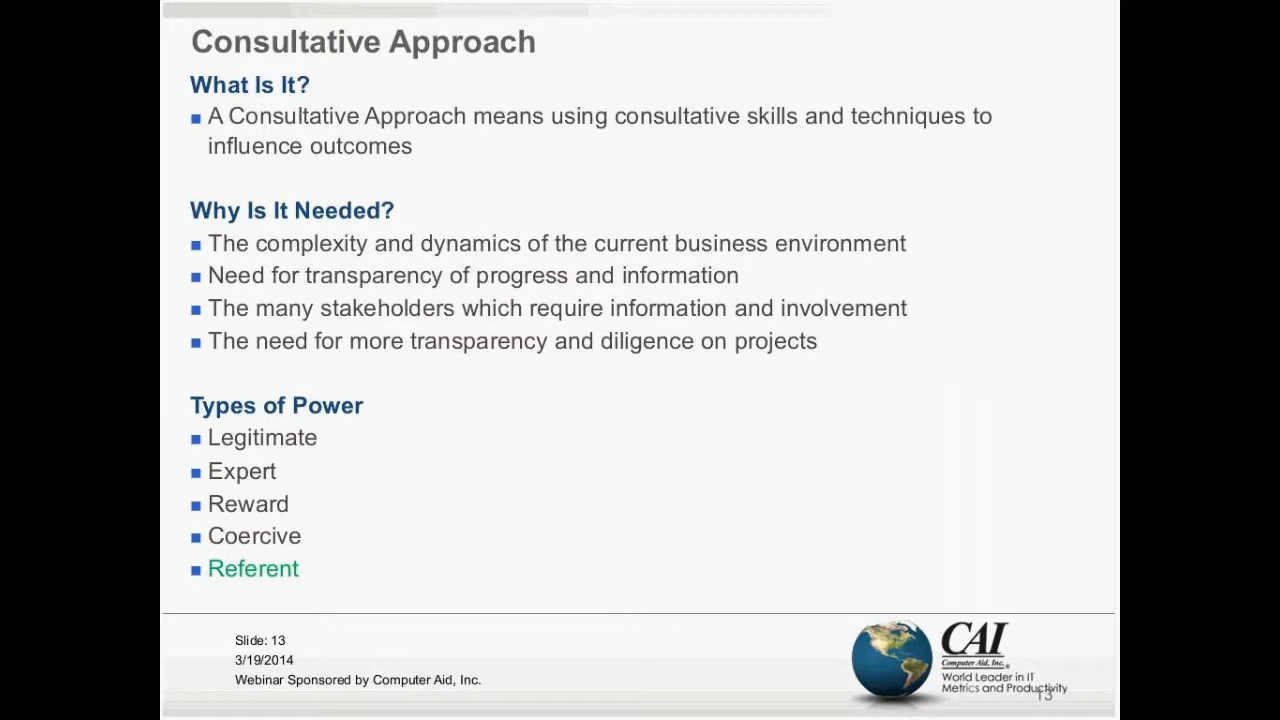 Consultative Approach
What Is It?
A Consultative Approach means using consultative skills and techniques to
influence outcomes
Why Is It Needed?
The complexity and dynamics of the current business environment
Need for transparency of progress and information
The many stakeholders which require information and involvement
The need for more transparency and diligence on projects
Types of Power
Legitimate
Expert
Reward
Coercive
Referent
Slide: 13
3/19/2014
Webinar Sponsored by Computer Aid, Inc.
CAI
Computer Aid, Inc.
World Leader in IT
Metrics and Productivity
13